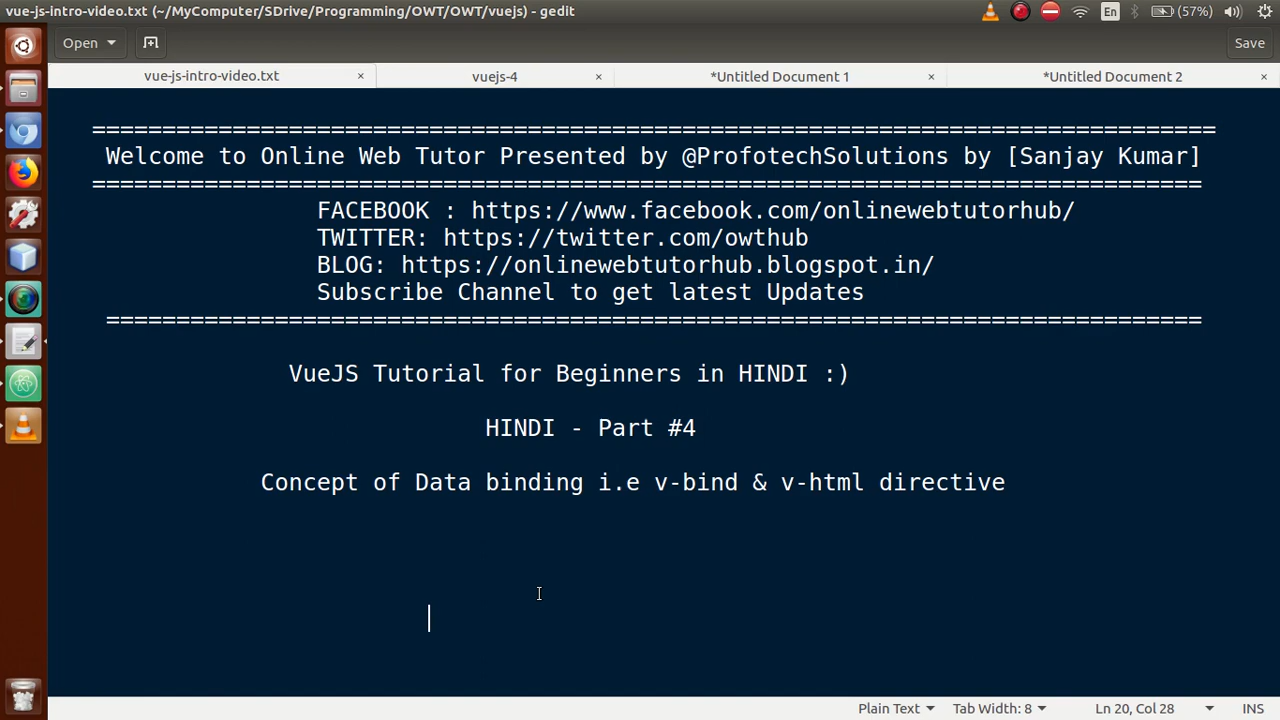 vue-js-intro-video.txt (~/MyComputer/SDrive/Programming/OWT/OWT/vuejs) - gedit
En
(57%)
Open
Save
vue-js-intro-video.txt × vuejs-4 × *Untitled Document 1 × *Untitled Document 2 ×
================================================================================
Welcome to Online Web Tutor Presented by @ProfotechSolutions by [Sanjay Kumar]
===============================================================================
FACEBOOK : https://www.facebook.com/onlinewebtutorhub/
TWITTER: https://twitter.com/owthub
BLOG: https://onlinewebtutorhub.blogspot.in/
Subscribe Channel to get latest Updates
==============================================================================
VueJS Tutorial for Beginners in HINDI :)
HINDI - Part #4
Concept of Data binding i.e v-bind & v-html directive
Plain Text Tab Width: 8 Ln 20, Col 28 INS